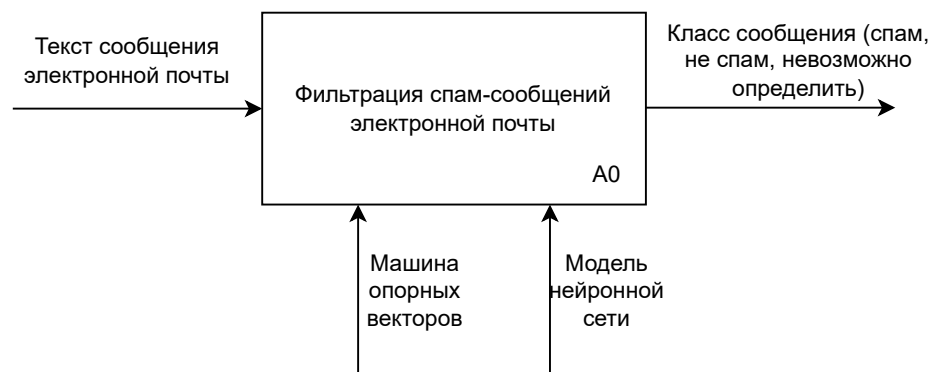 Текст сообщения
электронной почты
Класс сообщения (спам,
не спам, невозможно
определить)
Фильтрация спам-сообщений
электронной почты
A0
Машина
опорных
векторов
Модель
нейронной
сети